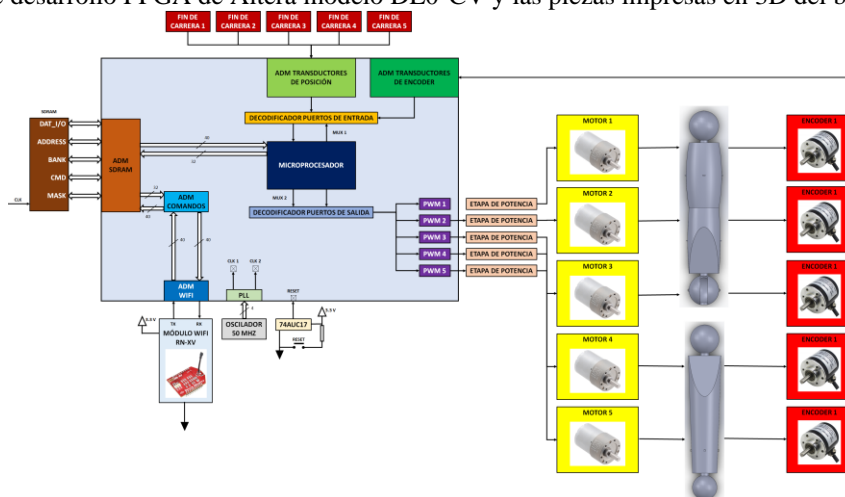 desarrollo FPGA de Altera modelo DE0-CV y las piezas impresas en 3D del b
FIN DE CARRERA 1
FIN DE CARRERA 2
FIN DE CARRERA 3
FIN DE CARRERA 4
FIN DE CARRERA 5
ADM TRANSDUCTORES DE POSICIÓN
ADM TRANSDUCTORES DE ENCODER
DECODIFICADOR PUERTOS DE ENTRADA
MUX 1
MICROPROCESADOR
MUX 2
DECODIFICADOR PUERTOS DE SALIDA
SDRAM
DAT_I/O
ADDRESS
BANK
CMD
MASK
CLK
ADM SDRAM
ADM COMANDOS
40
40
ADM WIFI
TX
RX
3.3 V
MÓDULO WIFI RN-XV
CLK 1
CLK 2
PLL
OSCILADOR 50 MHZ
RESET
74AUC17
3.3 V
RESET
PWM 1
PWM 2
PWM 3
PWM 4
PWM 5
ETAPA DE POTENCIA
ETAPA DE POTENCIA
ETAPA DE POTENCIA
ETAPA DE POTENCIA
ETAPA DE POTENCIA
MOTOR 1
MOTOR 2
MOTOR 3
MOTOR 4
MOTOR 5
ENCODER 1
ENCODER 1
ENCODER 1
ENCODER 1
ENCODER 1